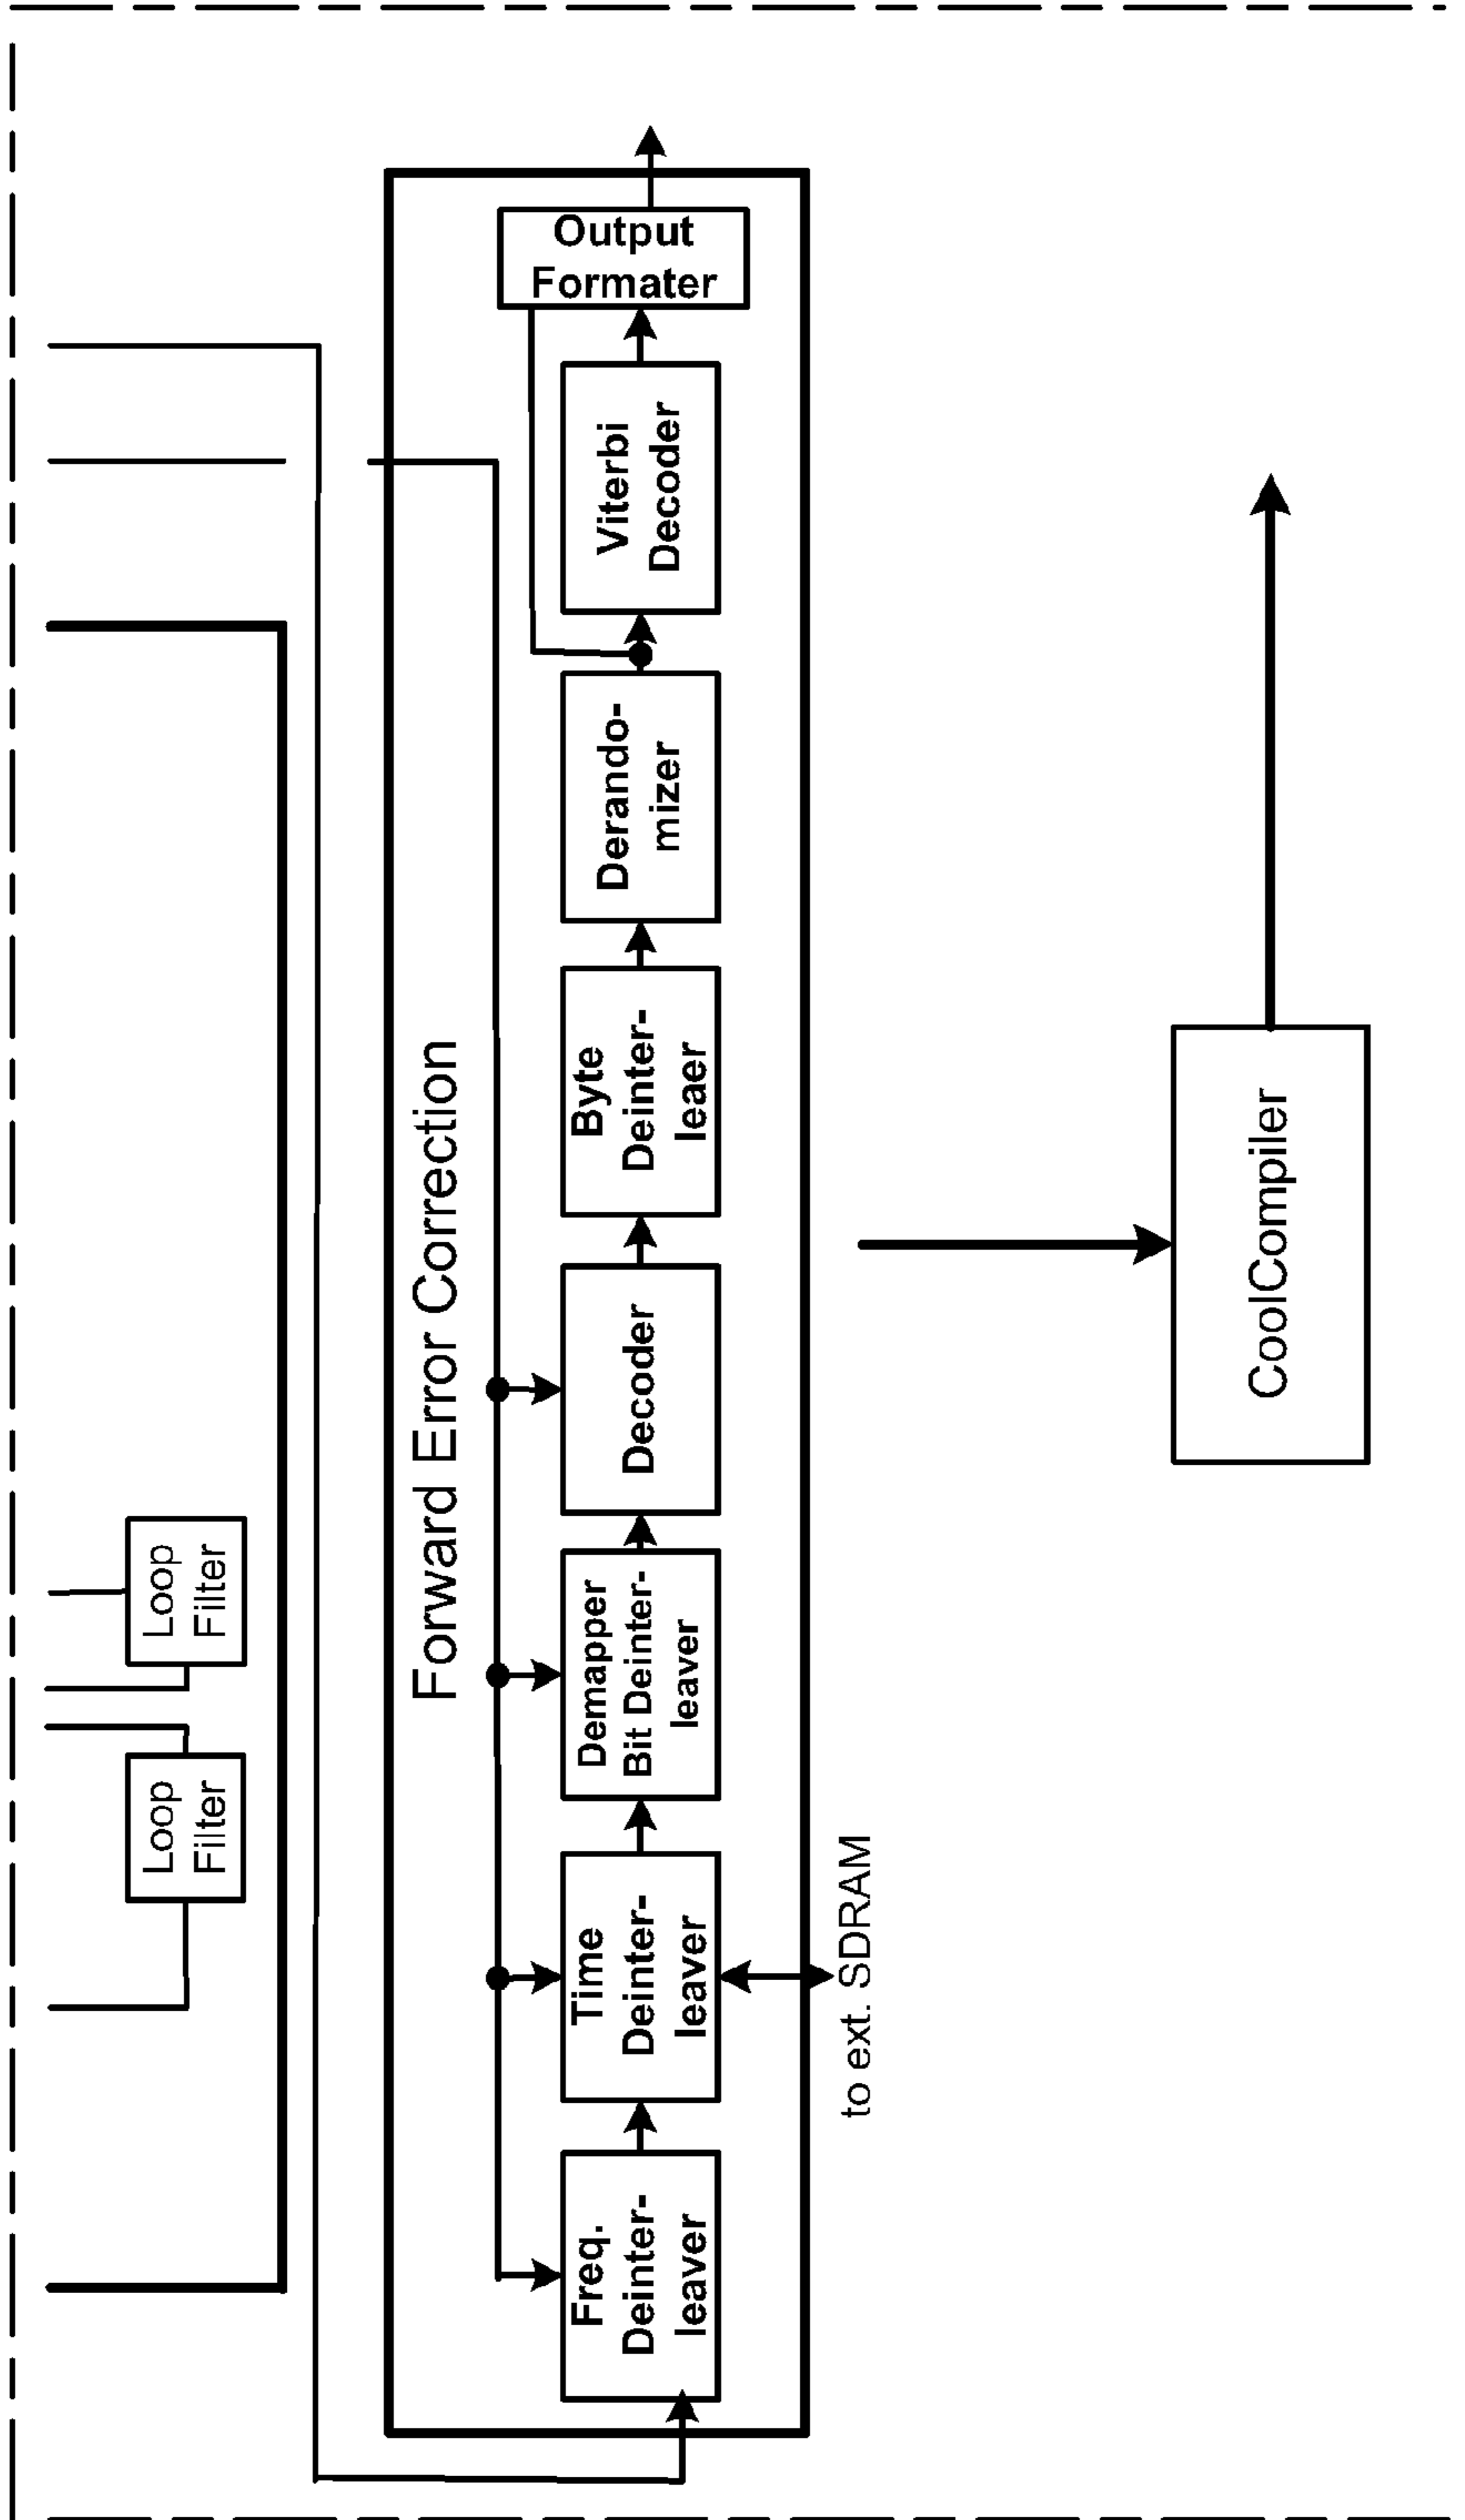 Output
Formater
Viterbi
Decoder
Derando-
mizer
Byte
Deinter-
leaer
Forward Error Correction
Decoder
CoolCompiler
Loop
Filter
Demapper
Bit Deinter-
leaver
Loop
Filter
Time
Deinter-
leaver
to ext. SDRAM
Freq.
Deinter-
leaver